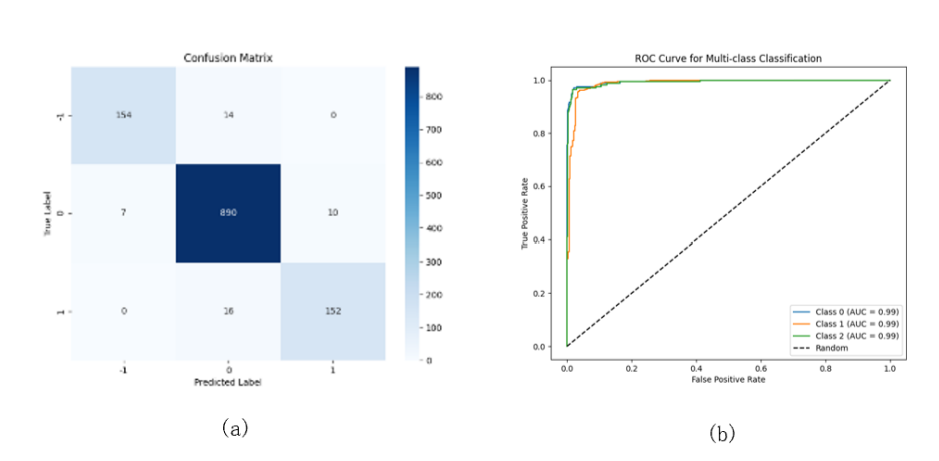 Confusion Matrix
-1 154 14 0
0 7 890 10
1 0 16 152
-1 0 1
True Label
Predicted Label
800
700
600
500
400
300
200
100
0
(a)
ROC Curve for Multi-class Classification
1.0
0.8
0.6
0.4
0.2
0.0
True Positive Rate
0.0 0.2 0.4 0.6 0.8 1.0
False Positive Rate
Class 0 (AUC = 0.99)
Class 1 (AUC = 0.99)
Class 2 (AUC = 0.99)
Random
(b)